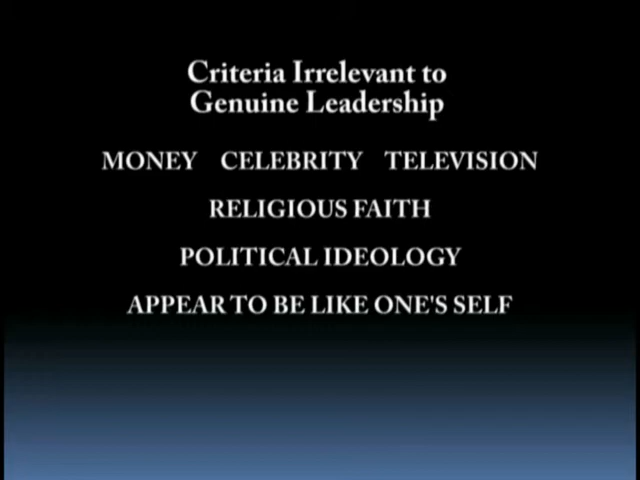 Criteria Irrelevant to
Genuine Leadership
MONEY CELEBRITY TELEVISION
RELIGIOUS FAITH
POLITICAL IDEOLOGY
APPEAR TO BE LIKE ONE'S SELF